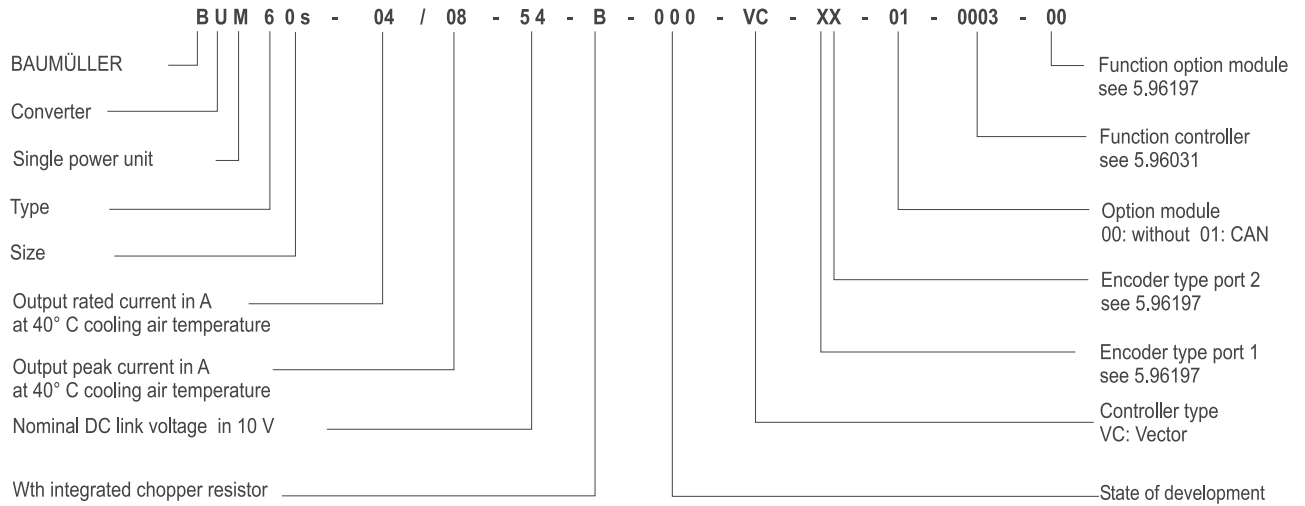 B U M 6 0 s - 04 / 08 - 5 4 - B - 0 0 0 - VC - XX - 01 - 0003 - 00
BAUMÜLLER
Converter
Single power unit
Type
Size
Output rated current in A
at 40° C cooling air temperature
Output peak current in A
at 40° C cooling air temperature
Nominal DC link voltage in 10 V
Wth integrated chopper resistor
Function option module
see 5.96197
Function controller
see 5.96031
Option module
00: without 01: CAN
Encoder type port 2
see 5.96197
Encoder type port 1
see 5.96197
Controller type
VC: Vector
State of development